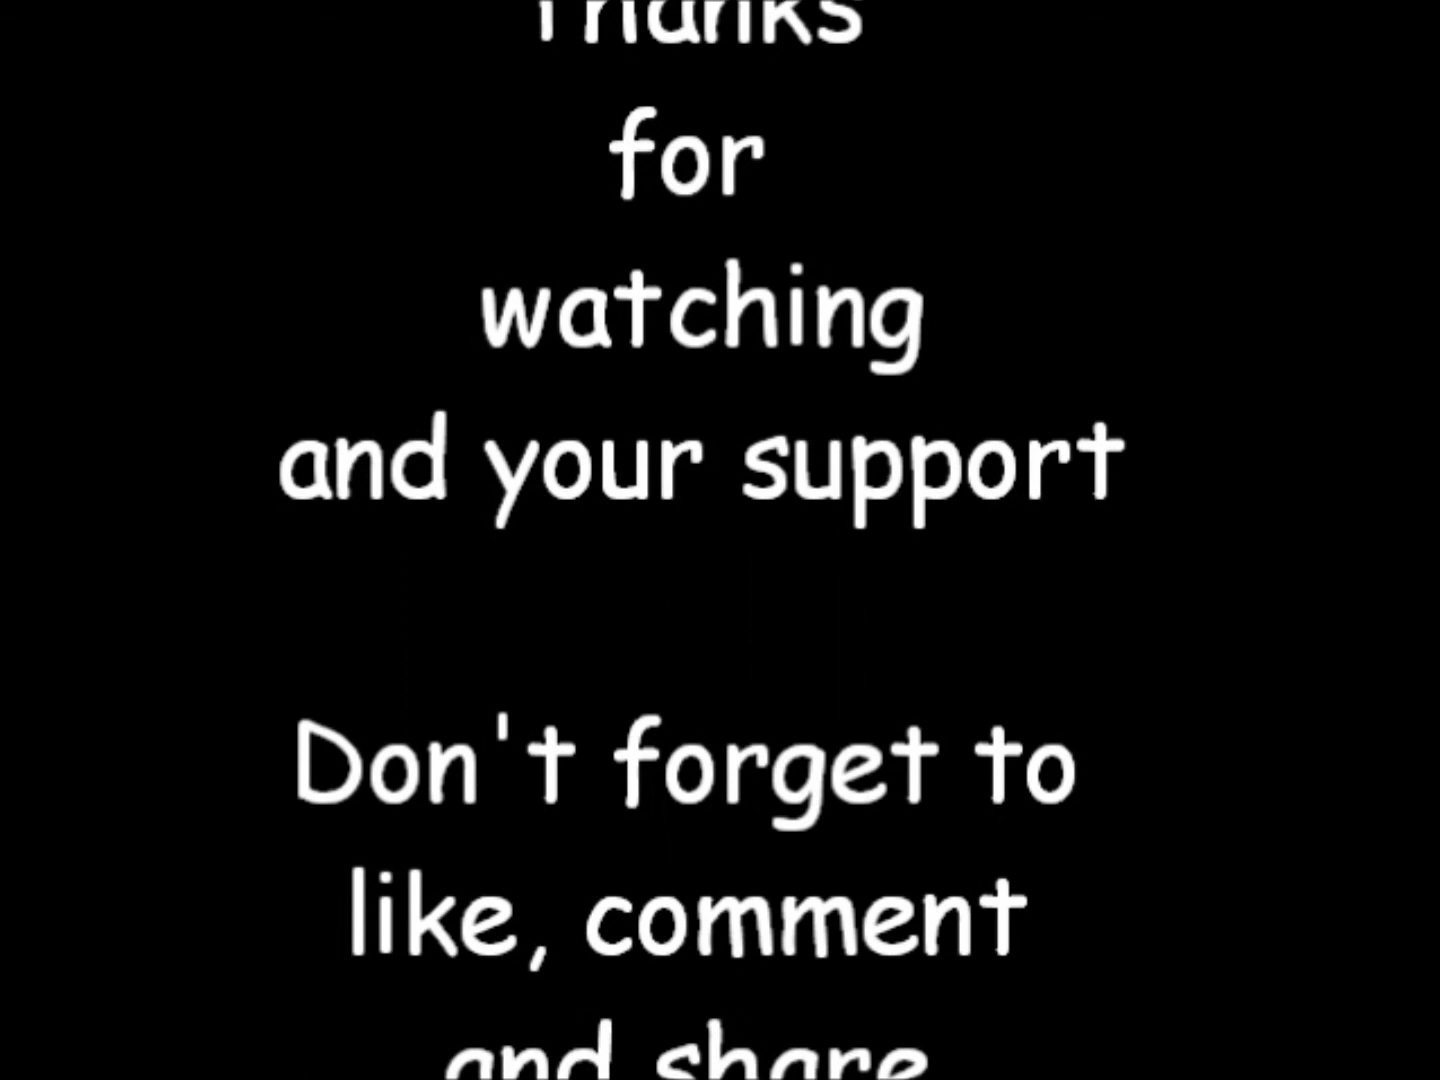 Thanks
for
watching
and your support
Don't forget to
like, comment
and share